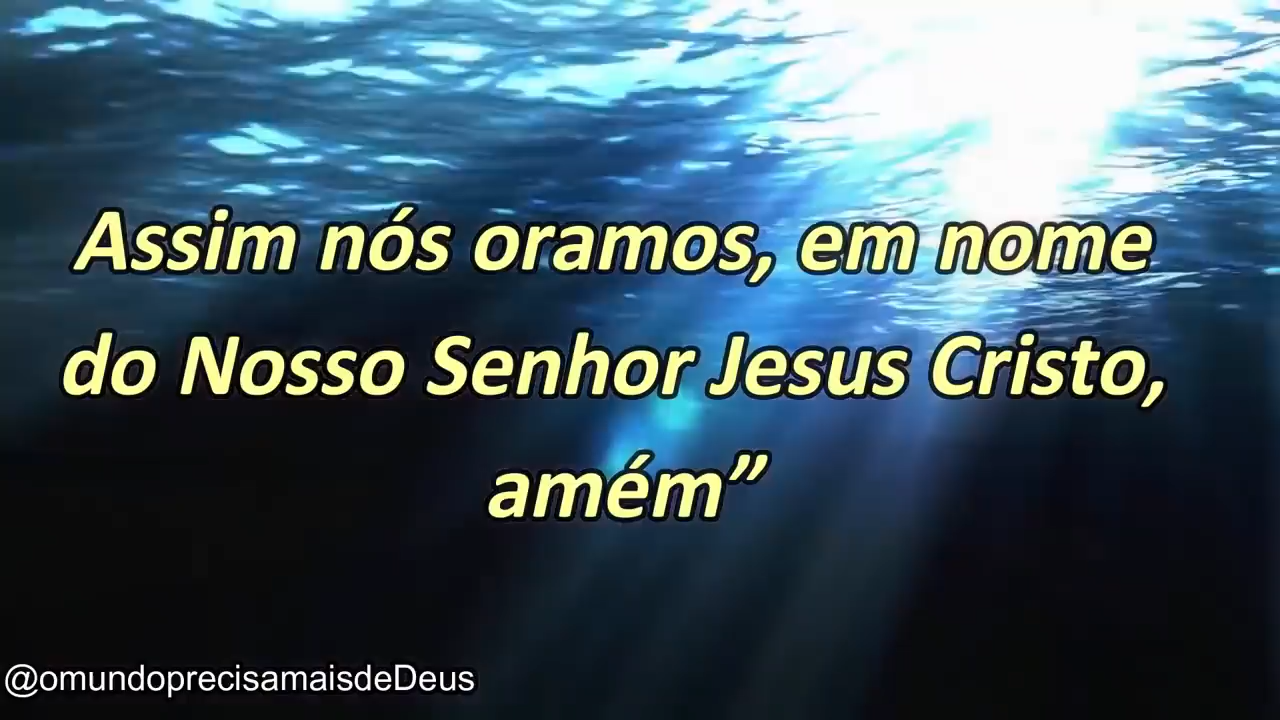 Assim nós oramos, em nome
do Nosso Senhor Jesus Cristo,
amém”
@omundoprecisamaisdeDeus